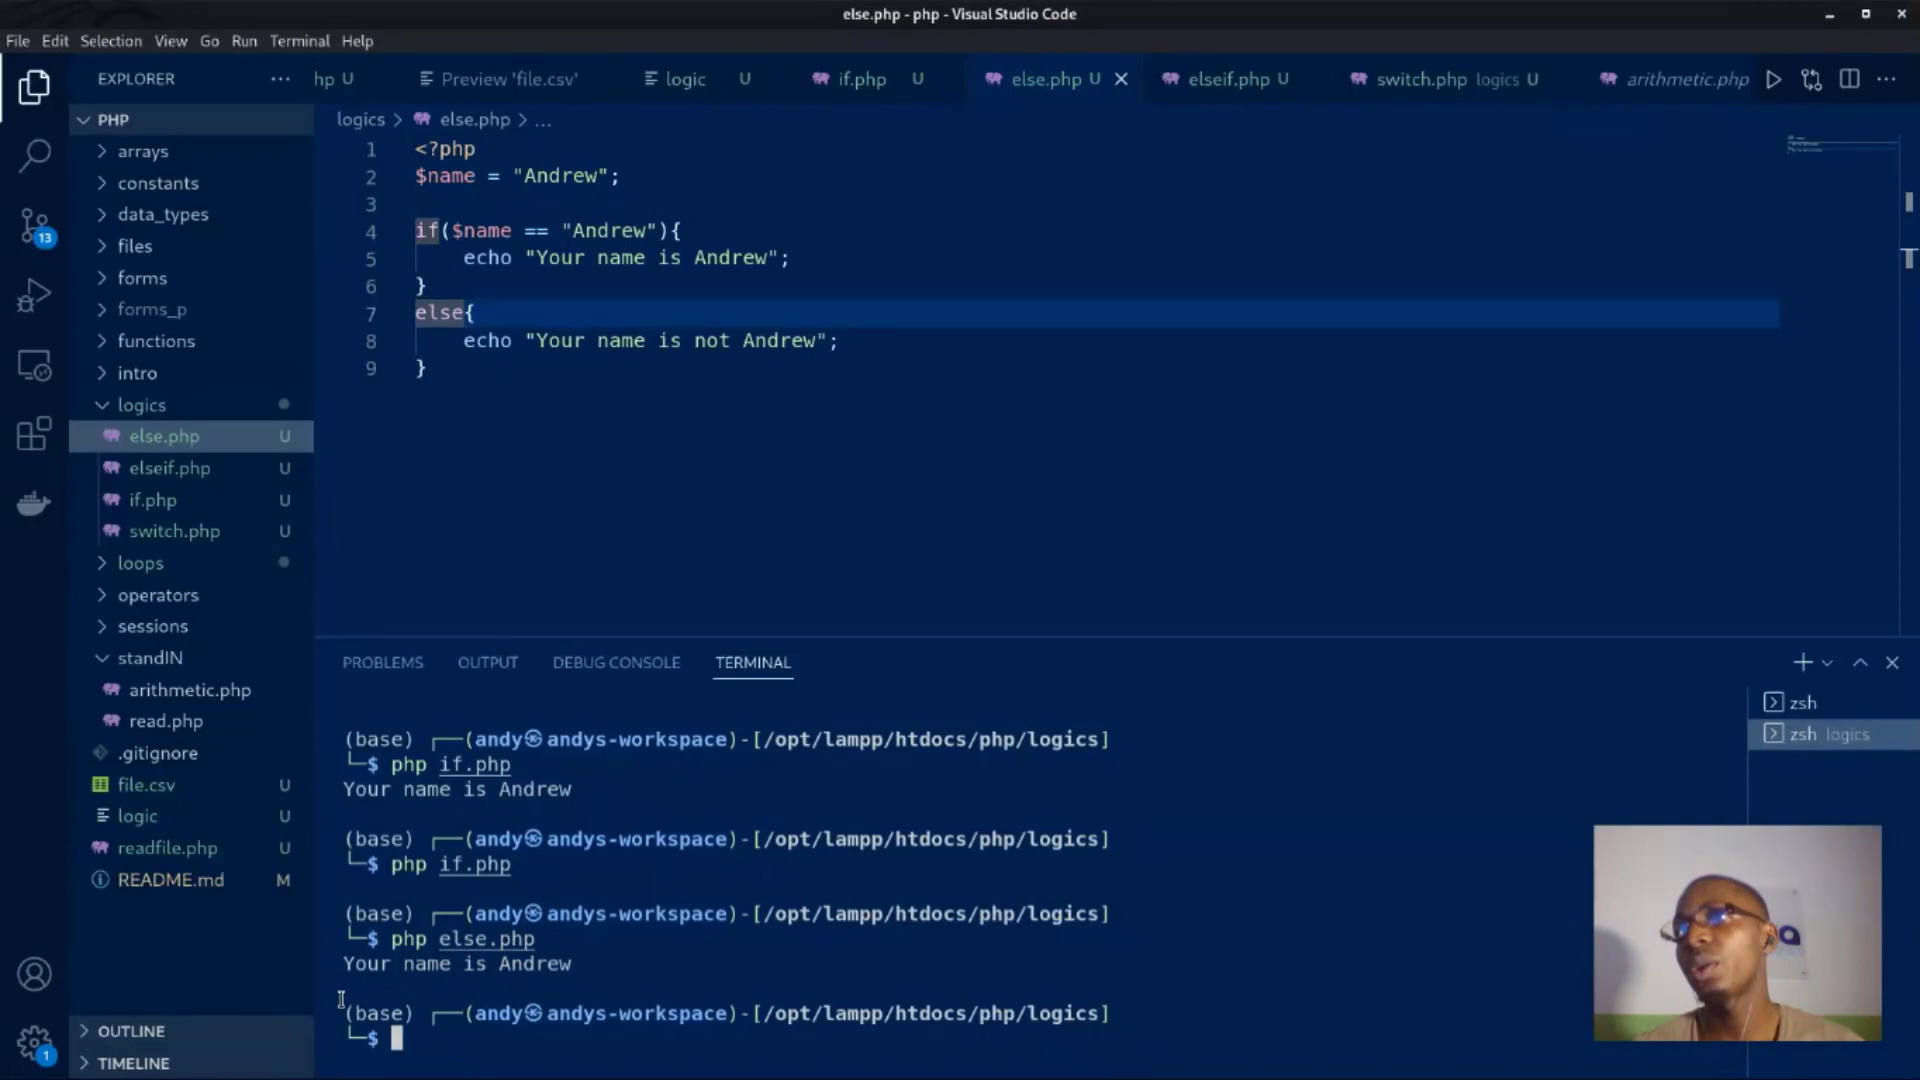 else.php - php - Visual Studio Code
File Edit Selection View Go Run Terminal Help
EXPLORER
hp U Preview 'file.csv' logic U if.php U else.php U elseif.php U switch.php logics U arithmetic.php
PHP
logics > else.php > ...
arrays
constants
data_types
files
forms
forms_p
functions
intro
logics
else.php U
elseif.php U
if.php U
switch.php U
loops
operators
sessions
standIN
arithmetic.php
read.php
.gitignore
file.csv U
logic U
readfile.php U
README.md M
OUTLINE
TIMELINE
13
1
1 <?php
2 $name = "Andrew";
3
4 if($name == "Andrew"){
5 echo "Your name is Andrew";
6 }
7 else{
8 echo "Your name is not Andrew";
9 }
PROBLEMS OUTPUT DEBUG CONSOLE TERMINAL
zsh
zsh logics
(base) ┌──(andy㉿andys-workspace)-[/opt/lampp/htdocs/php/logics]
└─$ php if.php
Your name is Andrew
(base) ┌──(andy㉿andys-workspace)-[/opt/lampp/htdocs/php/logics]
└─$ php if.php
(base) ┌──(andy㉿andys-workspace)-[/opt/lampp/htdocs/php/logics]
└─$ php else.php
Your name is Andrew
(base) ┌──(andy㉿andys-workspace)-[/opt/lampp/htdocs/php/logics]
└─$